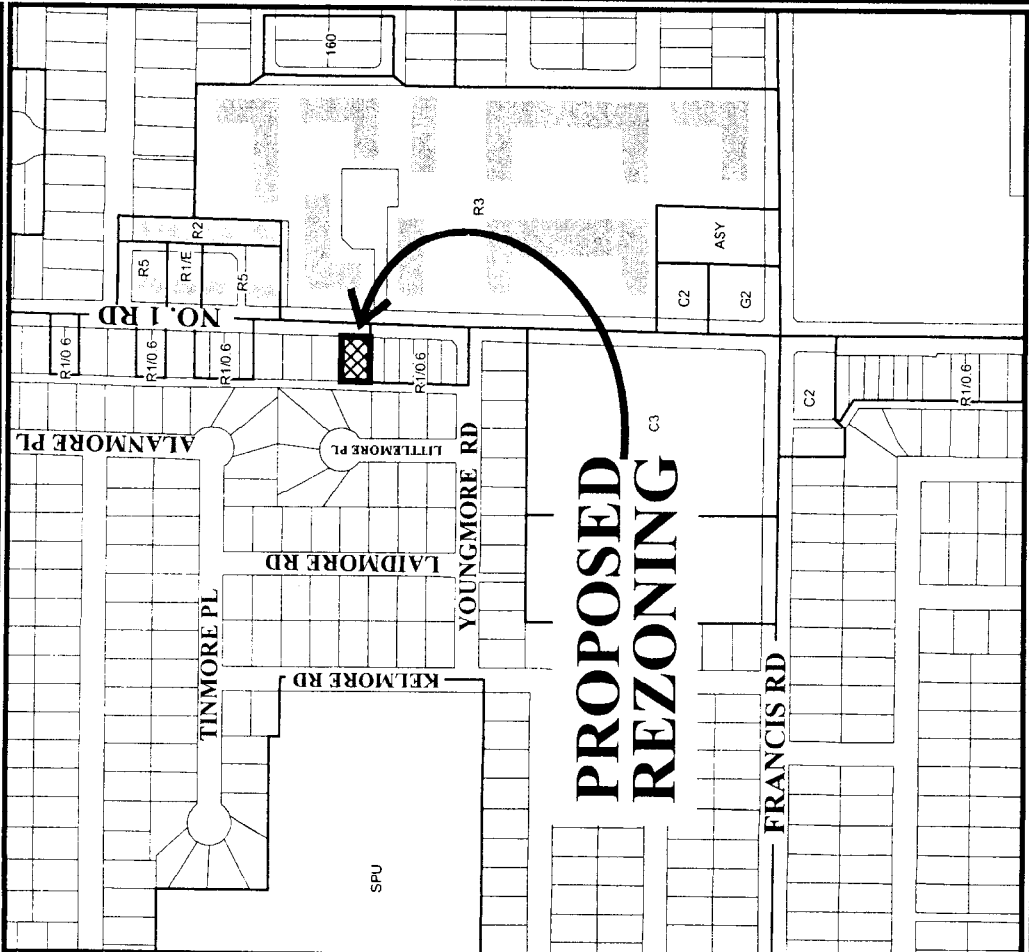 160
R2
R5
R1/E
R5
R3
NO. 1 RD
R1/0.6
R1/0.6
R1/0.6
R1/0.6
ASY
C2
G2
ALANMORE PL
LITTLEMORE PL
YOUNGMORE RD
LAIDMORE RD
TINMORE PL
KELMORE RD
C3
C2
R1/0.6
PROPOSED
REZONING
FRANCIS RD
SPU